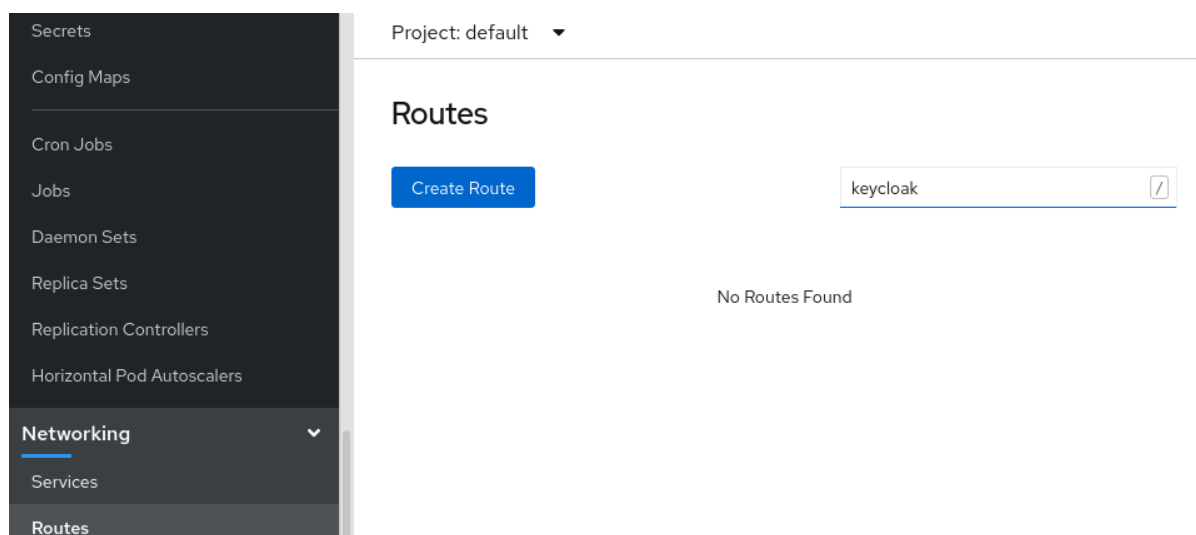 Secrets
Config Maps
Cron Jobs
Jobs
Daemon Sets
Replica Sets
Replication Controllers
Horizontal Pod Autoscalers
Networking
Services
Routes
Project: default
Routes
Create Route
keycloak
/
No Routes Found